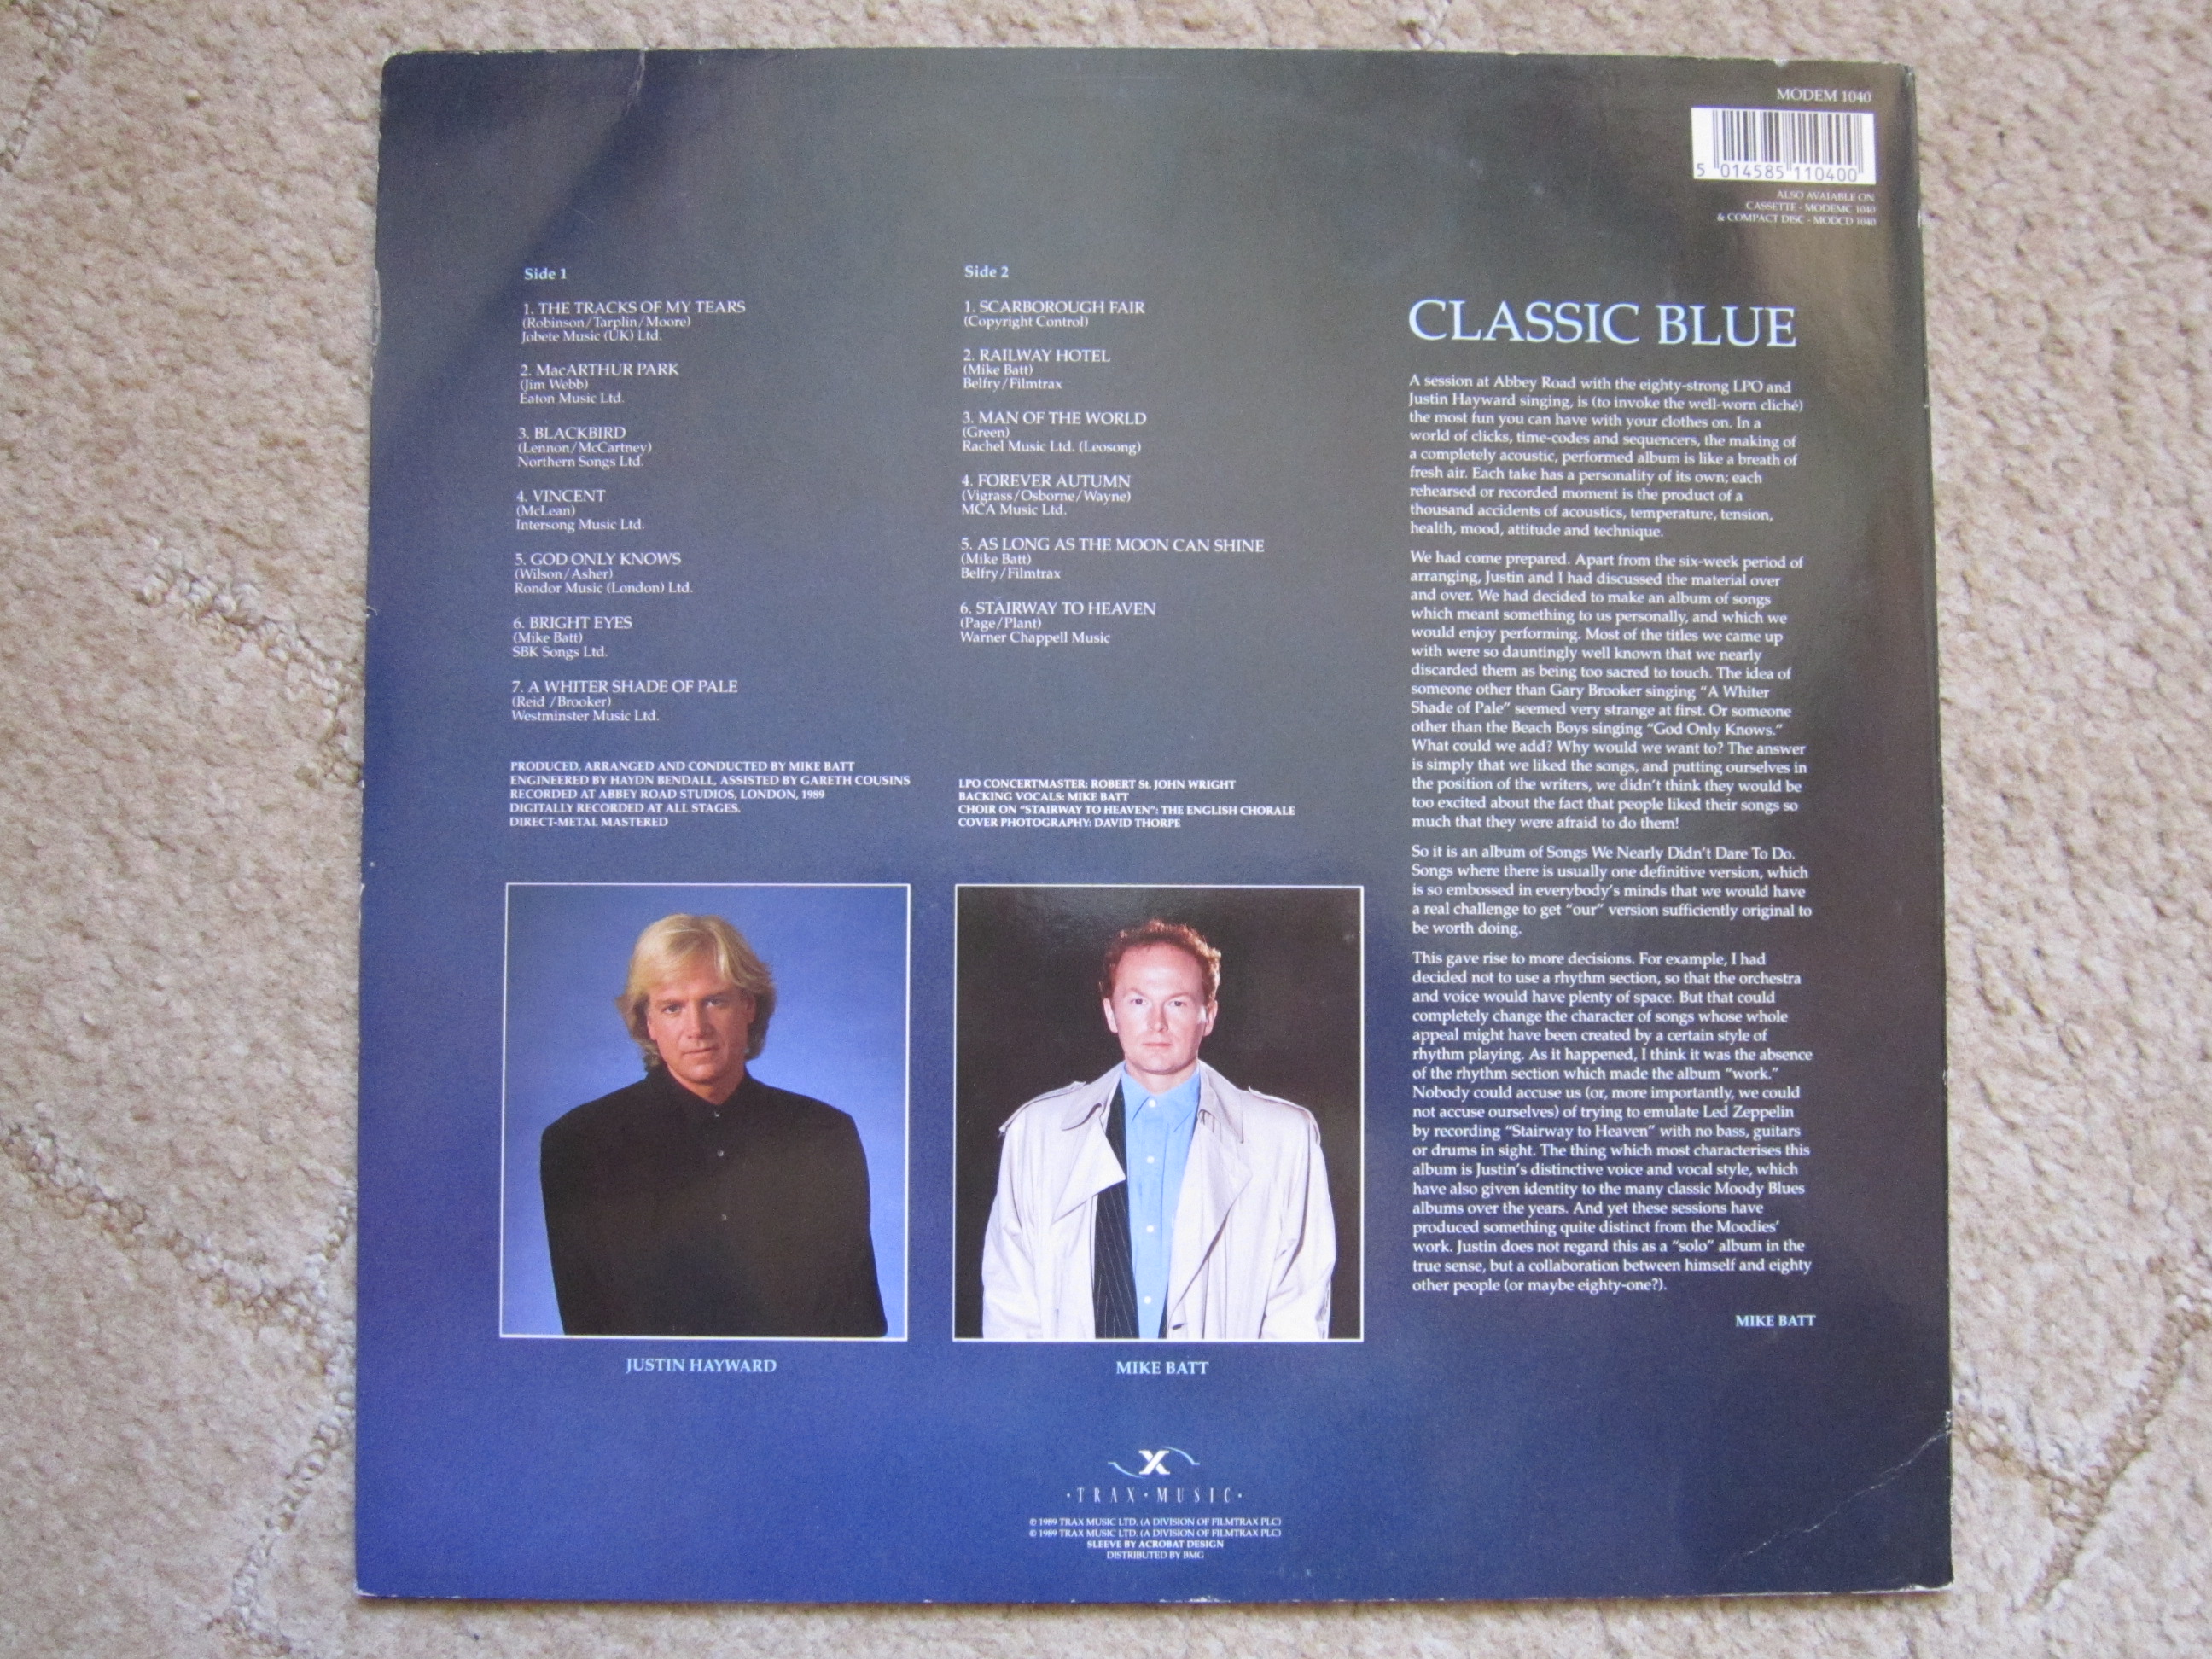 MODEM 1040
5 014585 110400
ALSO AVAIABLE ON
CASSETTE - MODEMC 1040
& COMPACT DISC - MODCD 1040
Side 1
1. THE TRACKS OF MY TEARS
(Robinson/Tarplin/Moore)
Jobete Music (UK) Ltd.
2. MacARTHUR PARK
(Jim Webb)
Eaton Music Ltd.
3. BLACKBIRD
(Lennon/McCartney)
Northern Songs Ltd.
4. VINCENT
(McLean)
Intersong Music Ltd.
5. GOD ONLY KNOWS
(Wilson/Asher)
Rondor Music (London) Ltd.
6. BRIGHT EYES
(Mike Batt)
SBK Songs Ltd.
7. A WHITER SHADE OF PALE
(Reid /Brooker)
Westminster Music Ltd.
PRODUCED, ARRANGED AND CONDUCTED BY MIKE BATT
ENGINEERED BY HAYDN BENDALL, ASSISTED BY GARETH COUSINS
RECORDED AT ABBEY ROAD STUDIOS, LONDON, 1989
DIGITALLY RECORDED AT ALL STAGES.
DIRECT-METAL MASTERED
Side 2
1. SCARBOROUGH FAIR
(Copyright Control)
2. RAILWAY HOTEL
(Mike Batt)
Belfry/Filmtrax
3. MAN OF THE WORLD
(Green)
Rachel Music Ltd. (Leosong)
4. FOREVER AUTUMN
(Vigrass/Osborne/Wayne)
MCA Music Ltd.
5. AS LONG AS THE MOON CAN SHINE
(Mike Batt)
Belfry/Filmtrax
6. STAIRWAY TO HEAVEN
(Page/Plant)
Warner Chappell Music
LPO CONCERTMASTER: ROBERT St. JOHN WRIGHT
BACKING VOCALS: MIKE BATT
CHOIR ON “STAIRWAY TO HEAVEN”: THE ENGLISH CHORALE
COVER PHOTOGRAPHY: DAVID THORPE
CLASSIC BLUE
A session at Abbey Road with the eighty-strong LPO and
Justin Hayward singing, is (to invoke the well-worn cliché)
the most fun you can have with your clothes on. In a
world of clicks, time-codes and sequencers, the making of
a completely acoustic, performed album is like a breath of
fresh air. Each take has a personality of its own; each
rehearsed or recorded moment is the product of a
thousand accidents of acoustics, temperature, tension,
health, mood, attitude and technique.
We had come prepared. Apart from the six-week period of
arranging, Justin and I had discussed the material over
and over. We had decided to make an album of songs
which meant something to us personally, and which we
would enjoy performing. Most of the titles we came up
with were so dauntingly well known that we nearly
discarded them as being too sacred to touch. The idea of
someone other than Gary Brooker singing “A Whiter
Shade of Pale” seemed very strange at first. Or someone
other than the Beach Boys singing “God Only Knows.”
What could we add? Why would we want to? The answer
is simply that we liked the songs, and putting ourselves in
the position of the writers, we didn’t think they would be
too excited about the fact that people liked their songs so
much that they were afraid to do them!
So it is an album of Songs We Nearly Didn’t Dare To Do.
Songs where there is usually one definitive version, which
is so embossed in everybody’s minds that we would have
a real challenge to get “our” version sufficiently original to
be worth doing.
This gave rise to more decisions. For example, I had
decided not to use a rhythm section, so that the orchestra
and voice would have plenty of space. But that could
completely change the character of songs whose whole
appeal might have been created by a certain style of
rhythm playing. As it happened, I think it was the absence
of the rhythm section which made the album “work.”
Nobody could accuse us (or, more importantly, we could
not accuse ourselves) of trying to emulate Led Zeppelin
by recording “Stairway to Heaven” with no bass, guitars
or drums in sight. The thing which most characterises this
album is Justin’s distinctive voice and vocal style, which
have also given identity to the many classic Moody Blues
albums over the years. And yet these sessions have
produced something quite distinct from the Moodies’
work. Justin does not regard this as a “solo” album in the
true sense, but a collaboration between himself and eighty
other people (or maybe eighty-one?).
MIKE BATT
JUSTIN HAYWARD
MIKE BATT
X
·TRAX·MUSIC·
℗ 1989 TRAX MUSIC LTD. (A DIVISION OF FILMTRAX PLC)
© 1989 TRAX MUSIC LTD. (A DIVISION OF FILMTRAX PLC)
SLEEVE BY ACROBAT DESIGN
DISTRIBUTED BY BMG